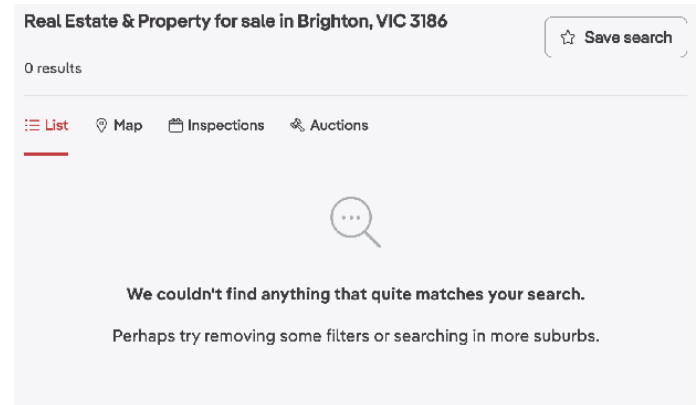 Real Estate & Property for sale in Brighton, VIC 3186
Save search
0 results
List Map Inspections Auctions
We couldn't find anything that quite matches your search.
Perhaps try removing some filters or searching in more suburbs.